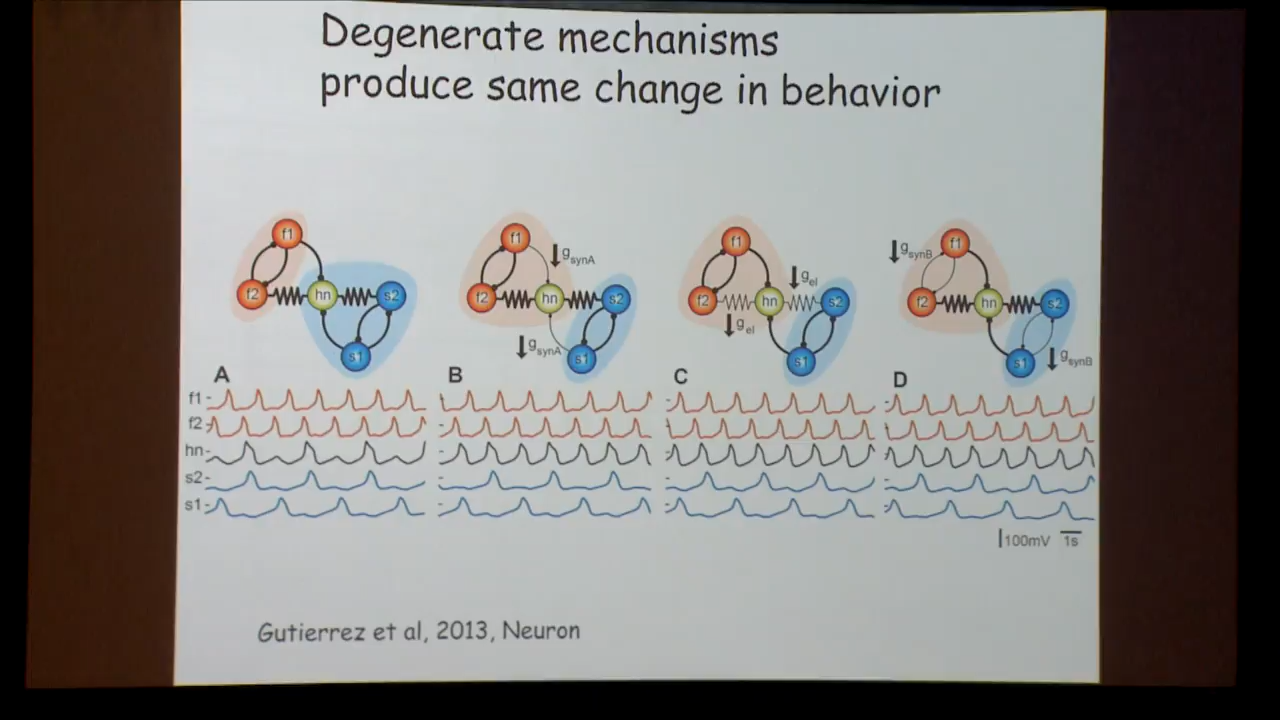 Degenerate mechanisms
produce same change in behavior
f1
f2
hn
s2
s1
f1
f2
hn
s2
s1
↓gsynA
↓gsynA
f1
f2
hn
s2
s1
↓gel
↓gel
f1
f2
hn
s2
s1
↓gsynB
↓gsynB
A
B
C
D
f1
f2
hn
s2
s1
100mV 1s
Gutierrez et al, 2013, Neuron